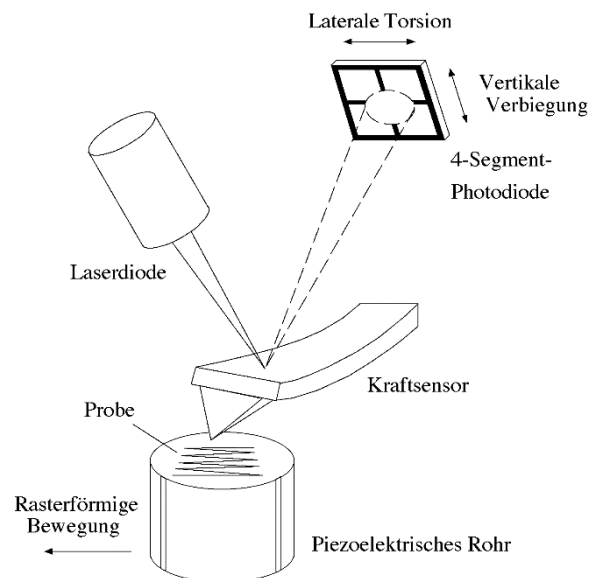 Laterale Torsion
Vertikale
Verbiegung
4-Segment-
Photodiode
Laserdiode
Kraftsensor
Probe
Rasterförmige
Bewegung
Piezoelektrisches Rohr